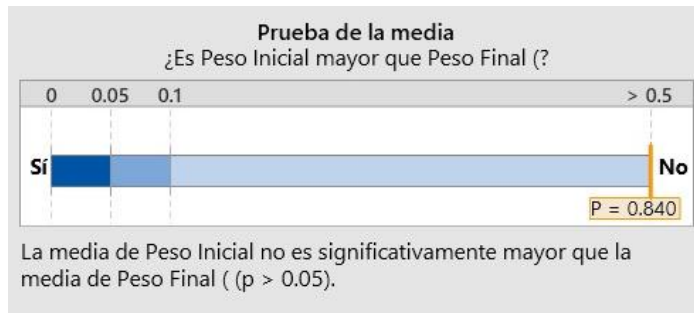 Prueba de la media
¿Es Peso Inicial mayor que Peso Final (?
0 0.05 0.1 > 0.5
Sí No
P = 0.840
La media de Peso Inicial no es significativamente mayor que la
media de Peso Final ( (p > 0.05).